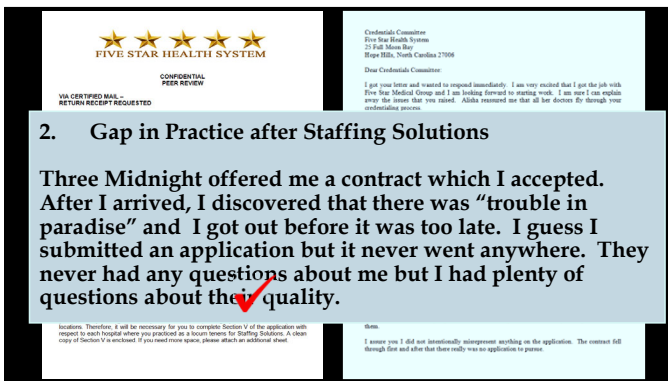 FIVE STAR HEALTH SYSTEM
CONFIDENTIAL
PEER REVIEW
VIA CERTIFIED MAIL –
RETURN RECEIPT REQUESTED
Credentials Committee
Five Star Health System
25 Full Moon Bay
Hope Hills, North Carolina 27006
Dear Credentials Committee:
I got your letter and wanted to respond immediately. I am very excited that I got the job with
Five Star Medical Group and I am looking forward to starting work. I am sure I can explain
away the issues that you raised. Alisha reassured me that all her doctors fly through your
credentialing process.
2. Gap in Practice after Staffing Solutions
Three Midnight offered me a contract which I accepted.
After I arrived, I discovered that there was “trouble in
paradise” and I got out before it was too late. I guess I
submitted an application but it never went anywhere. They
never had any questions about me but I had plenty of
questions about their quality.
locations. Therefore, it will be necessary for you to complete Section V of the application with
respect to each hospital where you practiced as a locum tenens for Staffing Solutions. A clean
copy of Section V is enclosed. If you need more space, please attach an additional sheet.
them.
I assure you I did not intentionally misrepresent anything on the application. The contract fell
through first and after that there really was no application to pursue.